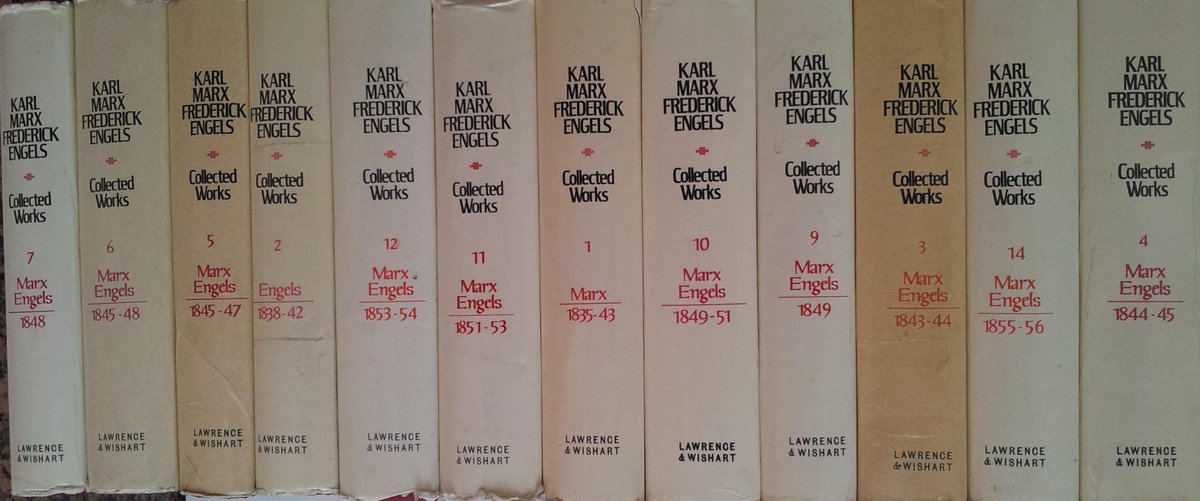 KARL
MARX
FREDERICK
ENGELS
Collected
Works
7
Marx
Engels
1848
LAWRENCE
& WISHART
KARL
MARX
FREDERICK
ENGELS
Collected
Works
6
Marx
Engels
1845-48
LAWRENCE
& WISHART
KARL
MARX
FREDERICK
ENGELS
Collected
Works
5
Marx
Engels
1845-47
LAWRENCE
& WISHART
KARL
MARX
FREDERICK
ENGELS
Collected
Works
2
Engels
1838-42
LAWRENCE
& WISHART
KARL
MARX
FREDERICK
ENGELS
Collected
Works
12
Marx
Engels
1853-54
LAWRENCE
& WISHART
KARL
MARX
FREDERICK
ENGELS
Collected
Works
11
Marx
Engels
1851-53
LAWRENCE
& WISHART
KARL
MARX
FREDERICK
ENGELS
Collected
Works
1
Marx
1835-43
LAWRENCE
& WISHART
KARL
MARX
FREDERICK
ENGELS
Collected
Works
10
Marx
Engels
1849-51
LAWRENCE
& WISHART
KARL
MARX
FREDERICK
ENGELS
Collected
Works
9
Marx
Engels
1849
LAWRENCE
& WISHART
KARL
MARX
FREDERICK
ENGELS
Collected
Works
3
Marx
Engels
1843-44
LAWRENCE
& WISHART
KARL
MARX
FREDERICK
ENGELS
Collected
Works
14
Marx
Engels
1855-56
LAWRENCE
& WISHART
KARL
MARX
FREDERICK
ENGELS
Collected
Works
4
Marx
Engels
1844-45
LAWRENCE
& WISHART